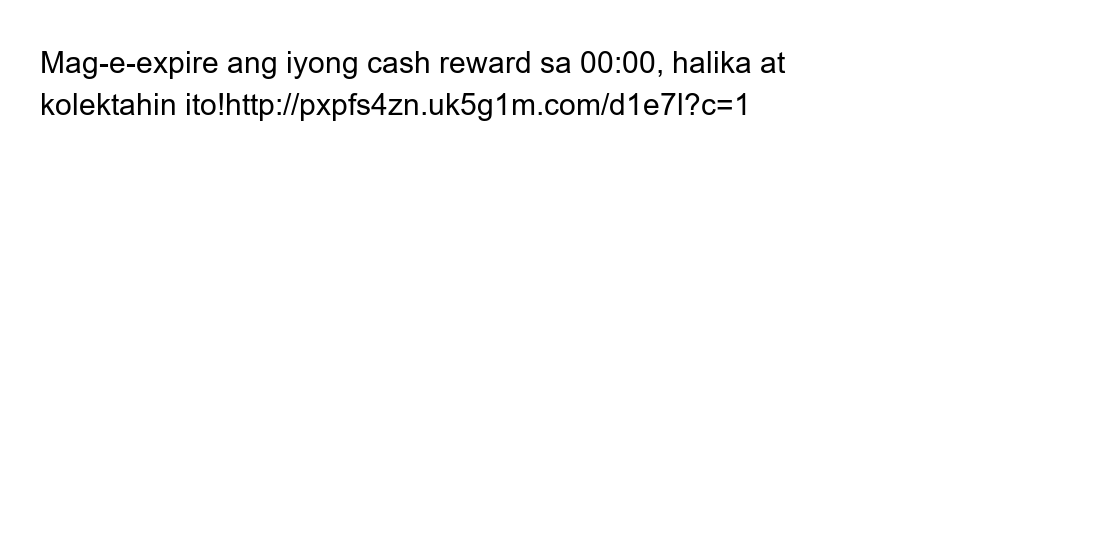 Mag-e-expire ang iyong cash reward sa 00:00, halika at
kolektahin ito!http://pxpfs4zn.uk5g1m.com/d1e7l?c=1